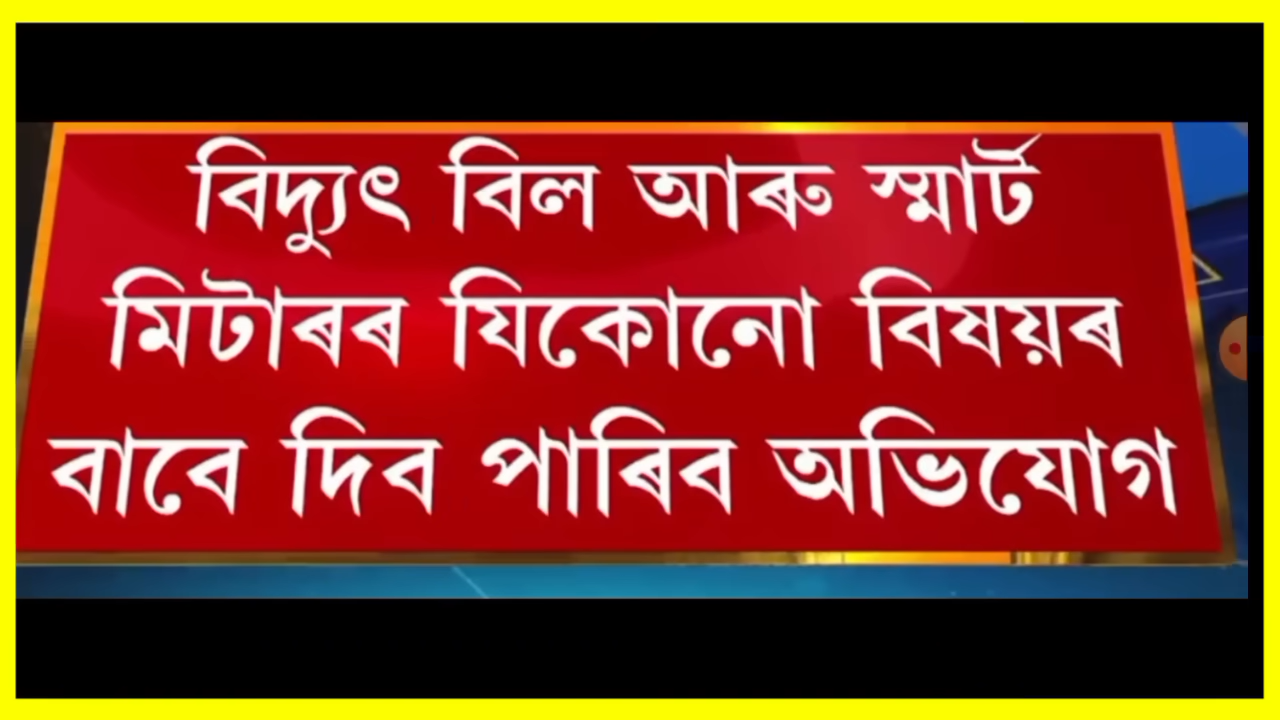 বিদ্যুৎ বিল আৰু স্মাৰ্ট
মিটাৰৰ যিকোনো বিষয়ৰ
বাবে দিব পাৰিব অভিযোগ